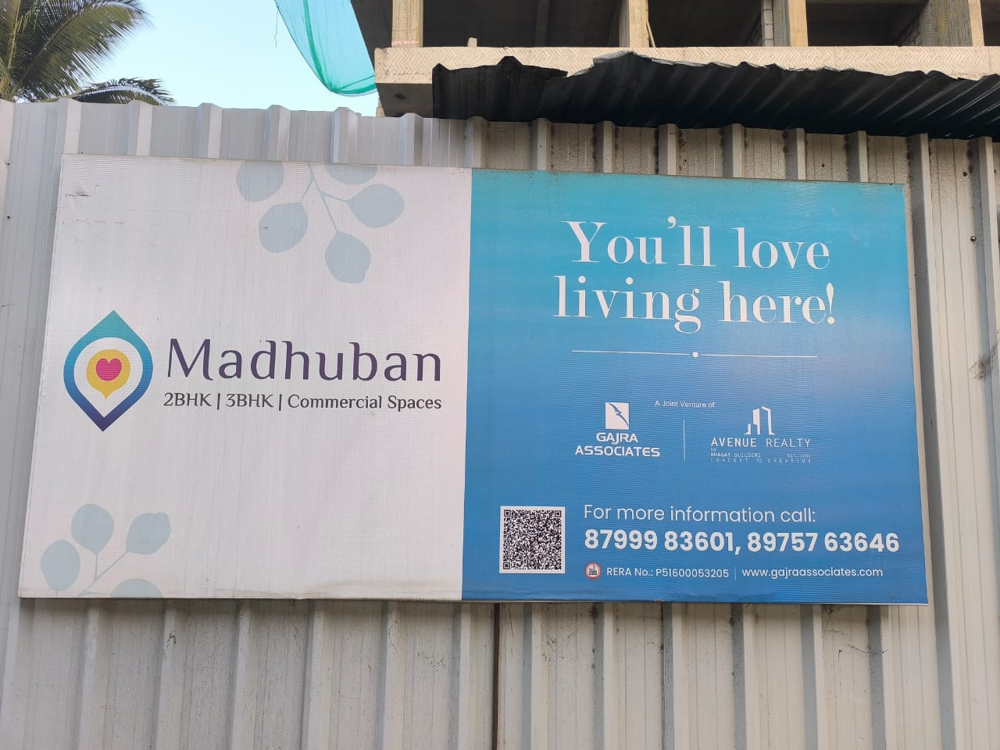 Madhuban
2BHK | 3BHK | Commercial Spaces
You'll love
living here!
A Joint Venture of
GAJRA
ASSOCIATES
AVENUE REALTY
by
BHAGAT BUILDERS
CONCEPT TO CREATION
For more information call:
87999 83601, 89757 63646
RERA No.: P51600053205 | www.gajraassociates.com